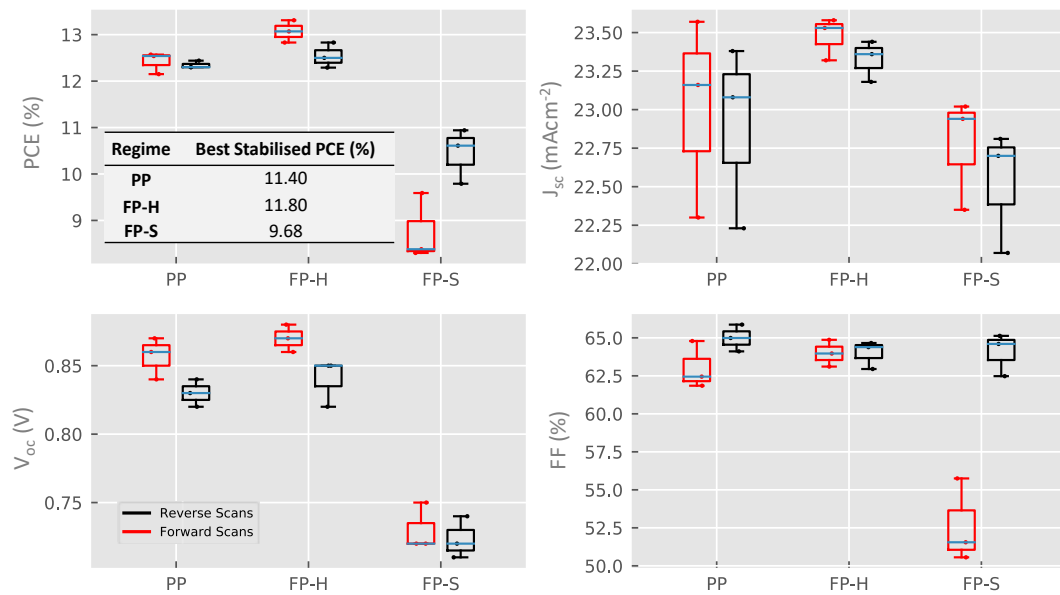 PCE (%)
13
12
11
10
9
Regime Best Stabilised PCE (%)
PP 11.40
FP-H 11.80
FP-S 9.68
PP FP-H FP-S
J_sc (mAcm⁻²)
23.50
23.25
23.00
22.75
22.50
22.25
22.00
PP FP-H FP-S
V_oc (V)
0.85
0.80
0.75
Reverse Scans
Forward Scans
PP FP-H FP-S
FF (%)
65.0
62.5
60.0
57.5
55.0
52.5
50.0
PP FP-H FP-S